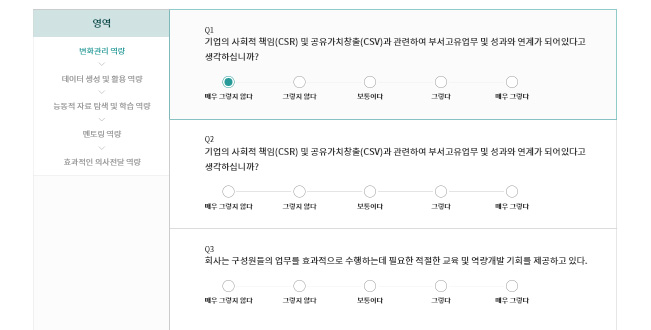 영역
변화관리 역량
데이터 생성 및 활용 역량
능동적 자료 탐색 및 학습 역량
멘토링 역량
효과적인 의사전달 역량
Q1
기업의 사회적 책임(CSR) 및 공유가치창출(CSV)과 관련하여 부서고유업무 및 성과와 연계가 되어있다고
생각하십니까?
매우 그렇지 않다 그렇지 않다 보통이다 그렇다 매우 그렇다
Q2
기업의 사회적 책임(CSR) 및 공유가치창출(CSV)과 관련하여 부서고유업무 및 성과와 연계가 되어있다고
생각하십니까?
매우 그렇지 않다 그렇지 않다 보통이다 그렇다 매우 그렇다
Q3
회사는 구성원들의 업무를 효과적으로 수행하는데 필요한 적절한 교육 및 역량개발 기회를 제공하고 있다.
매우 그렇지 않다 그렇지 않다 보통이다 그렇다 매우 그렇다